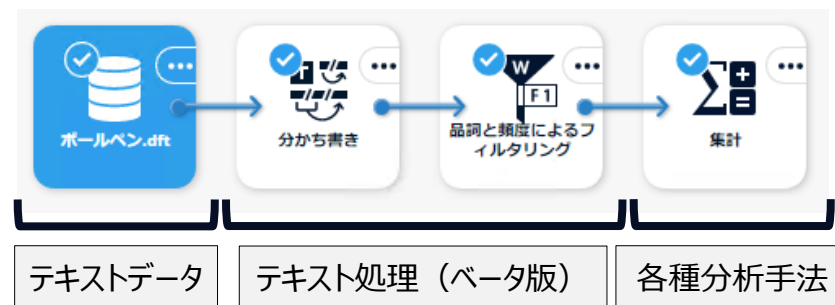 W
F1
ボールペン.dft
分かち書き
品詞と頻度によるフ
ィルタリング
集計
テキストデータ
テキスト処理（ベータ版）
各種分析手法